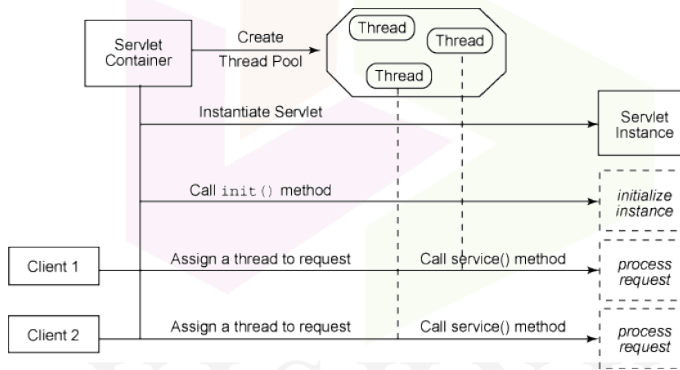 Servlet
Container
Create
Thread Pool
Thread
Thread
Thread
Instantiate Servlet
Servlet
Instance
Call init() method
initialize
instance
Client 1
Assign a thread to request
Call service() method
process
request
Client 2
Assign a thread to request
Call service() method
process
request